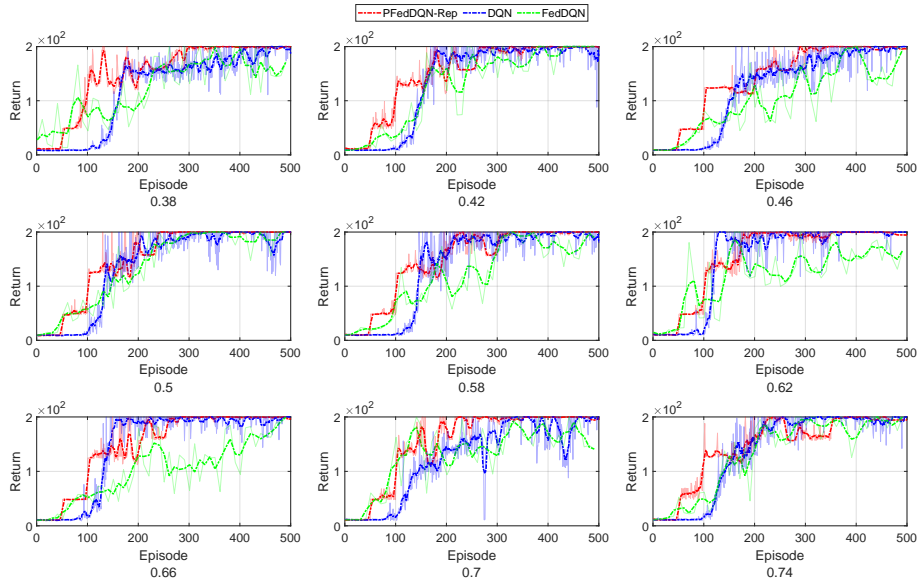 PFedDQN-Rep DQN FedDQN
2 ×10² 2 ×10² 2 ×10²
Return Return Return
1 1 1
0 0 0
0 100 200 300 400 500 0 100 200 300 400 500 0 100 200 300 400 500
Episode Episode Episode
0.38 0.42 0.46
2 ×10² 2 ×10² 2 ×10²
Return Return Return
1 1 1
0 0 0
0 100 200 300 400 500 0 100 200 300 400 500 0 100 200 300 400 500
Episode Episode Episode
0.5 0.58 0.62
2 ×10² 2 ×10² 2 ×10²
Return Return Return
1 1 1
0 0 0
0 100 200 300 400 500 0 100 200 300 400 500 0 100 200 300 400 500
Episode Episode Episode
0.66 0.7 0.74